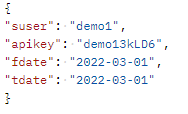 {
"suser": "demo1",
"apikey": "demo13kLD6",
"fdate": "2022-03-01",
"tdate": "2022-03-01"
}